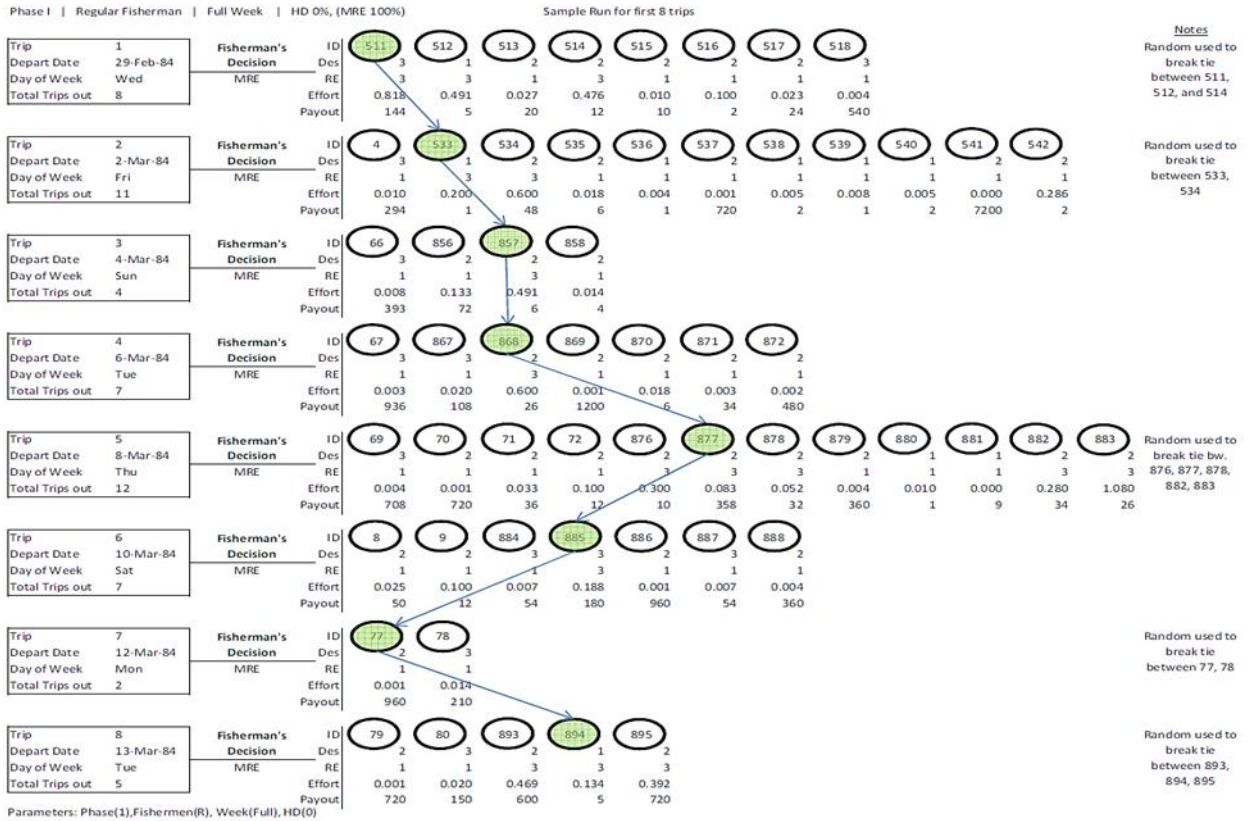 Phase I | Regular Fisherman | Full Week | HD 0%, (MRE 100%) Sample Run for first 8 trips
Notes
Trip 1 Fisherman's ID 511 512 513 514 515 516 517 518 Random used to
Depart Date 29-Feb-84 Decision Des 3 1 2 2 2 2 2 3 break tie
Day of Week Wed MRE RE 3 3 1 3 1 1 1 1 between 511,
Total Trips out 8 Effort 0.818 0.491 0.027 0.476 0.010 0.100 0.023 0.004 512, and 514
Payout 144 5 20 12 10 2 24 540
Trip 2 Fisherman's ID 4 533 534 535 536 537 538 539 540 541 542 Random used to
Depart Date 2-Mar-84 Decision Des 3 1 2 2 1 2 1 1 1 2 2 break tie
Day of Week Fri MRE RE 1 3 3 1 1 1 1 1 1 1 1 between 533,
Total Trips out 11 Effort 0.010 0.200 0.600 0.018 0.004 0.001 0.005 0.008 0.005 0.000 0.286 534
Payout 294 1 48 6 1 720 2 1 2 7200 2
Trip 3 Fisherman's ID 66 856 857 858
Depart Date 4-Mar-84 Decision Des 3 2 2 2
Day of Week Sun MRE RE 1 1 3 1
Total Trips out 4 Effort 0.008 0.133 0.491 0.014
Payout 393 72 6 4
Trip 4 Fisherman's ID 67 867 868 869 870 871 872
Depart Date 6-Mar-84 Decision Des 3 3 2 2 2 2 2
Day of Week Tue MRE RE 1 1 3 1 1 1 1
Total Trips out 7 Effort 0.003 0.020 0.600 0.001 0.018 0.003 0.002
Payout 936 108 26 1200 6 34 480
Trip 5 Fisherman's ID 69 70 71 72 876 877 878 879 880 881 882 883 Random used to
Depart Date 8-Mar-84 Decision Des 3 2 2 2 2 2 2 2 1 1 2 2 break tie bw.
Day of Week Thu MRE RE 1 1 1 1 3 3 3 1 1 1 3 3 876, 877, 878,
Total Trips out 12 Effort 0.004 0.001 0.033 0.100 0.300 0.083 0.052 0.004 0.010 0.000 0.280 1.080 882, 883
Payout 708 720 36 12 10 358 32 360 1 9 34 26
Trip 6 Fisherman's ID 8 9 884 885 886 887 888
Depart Date 10-Mar-84 Decision Des 2 2 3 3 2 3 2
Day of Week Sat MRE RE 1 1 1 3 1 1 1
Total Trips out 7 Effort 0.025 0.100 0.007 0.188 0.001 0.007 0.004
Payout 50 12 54 180 960 54 360
Trip 7 Fisherman's ID 77 78 Random used to
Depart Date 12-Mar-84 Decision Des 2 3 break tie
Day of Week Mon MRE RE 1 1 between 77, 78
Total Trips out 2 Effort 0.001 0.014
Payout 960 210
Trip 8 Fisherman's ID 79 80 893 894 895 Random used to
Depart Date 13-Mar-84 Decision Des 2 3 2 1 2 break tie
Day of Week Tue MRE RE 1 1 3 3 3 between 893,
Total Trips out 5 Effort 0.001 0.020 0.469 0.134 0.392 894, 895
Payout 720 150 600 5 720
Parameters: Phase(1),Fishermen(R), Week(Full), HD(0)